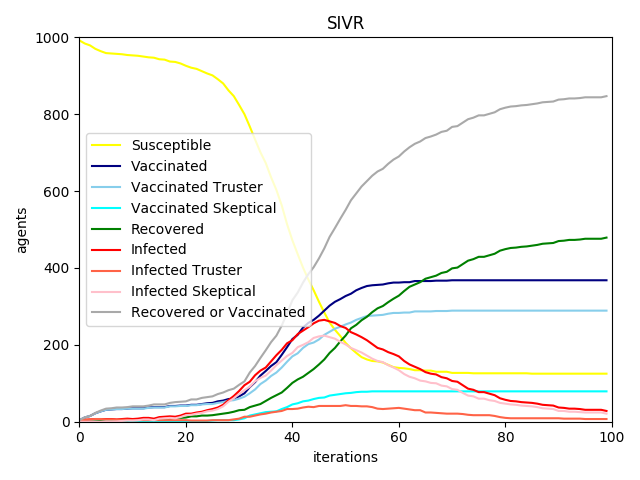 SIVR
1000
800
600
400
200
0
agents
Susceptible
Vaccinated
Vaccinated Truster
Vaccinated Skeptical
Recovered
Infected
Infected Truster
Infected Skeptical
Recovered or Vaccinated
0 20 40 60 80 100
iterations